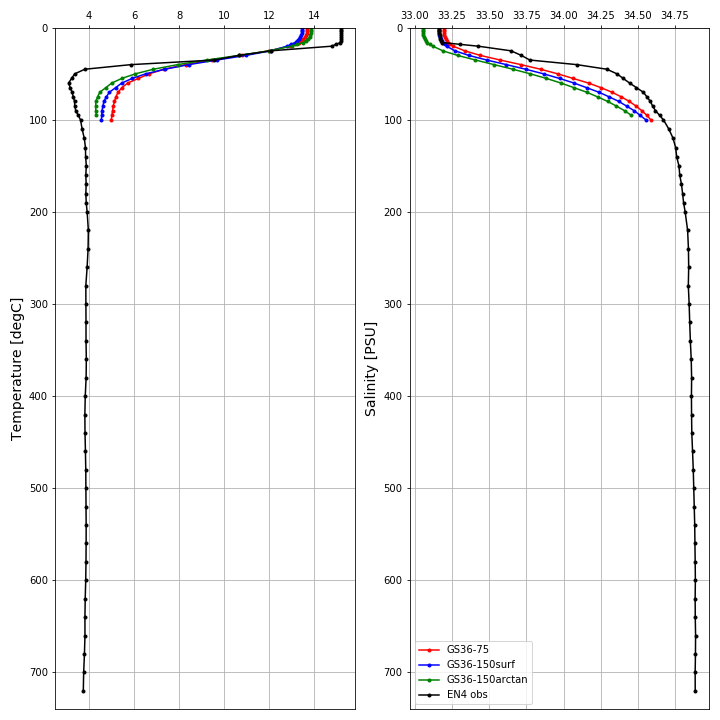 4 6 8 10 12 14
0
100
200
300
400
500
600
700
Temperature [degC]
33.00 33.25 33.50 33.75 34.00 34.25 34.50 34.75
0
100
200
300
400
500
600
700
Salinity [PSU]
GS36-75
GS36-150surf
GS36-150arctan
EN4 obs